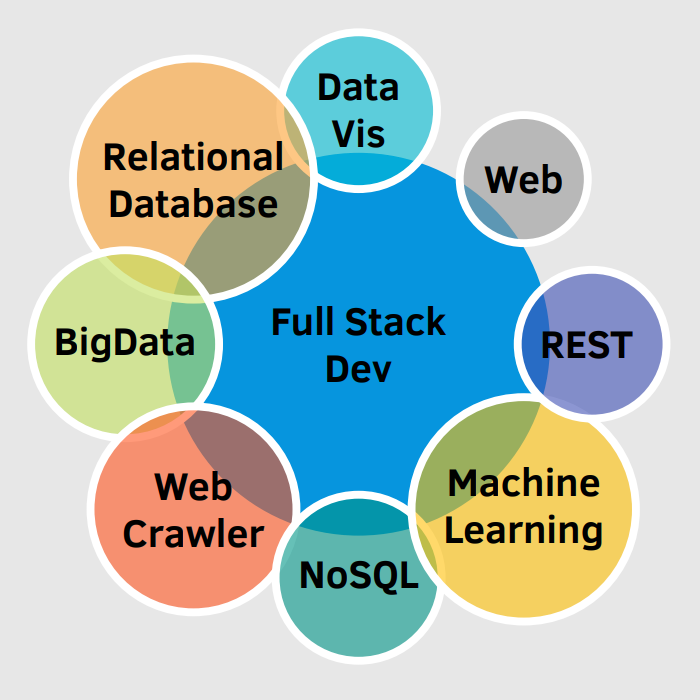 Data
Vis
Relational
Database
Web
Full Stack
Dev
BigData
REST
Web
Crawler
Machine
Learning
NoSQL